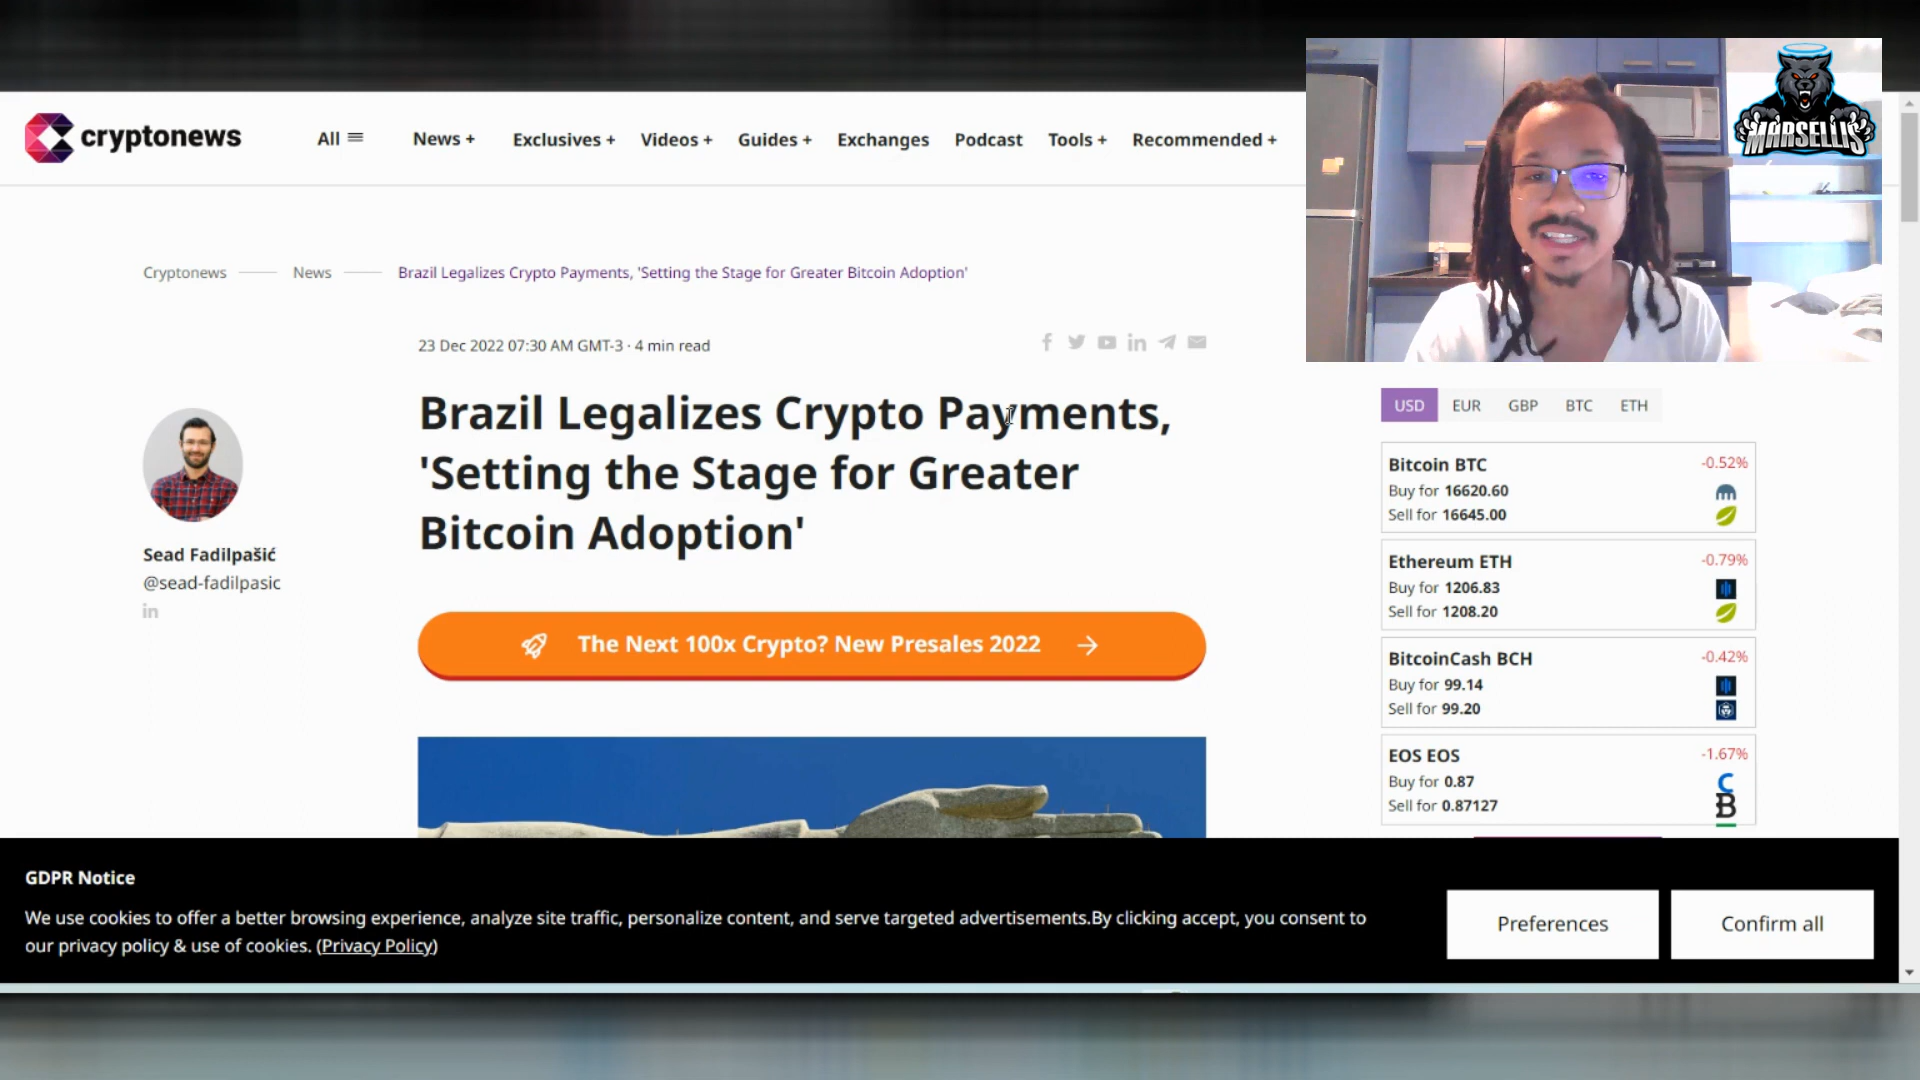 cryptonews
All
News +
Exclusives +
Videos +
Guides +
Exchanges
Podcast
Tools +
Recommended +
MARSELLIS
Cryptonews
News
Brazil Legalizes Crypto Payments, 'Setting the Stage for Greater Bitcoin Adoption'
23 Dec 2022 07:30 AM GMT-3 · 4 min read
Brazil Legalizes Crypto Payments,
'Setting the Stage for Greater
Bitcoin Adoption'
Sead Fadilpašić
@sead-fadilpasic
The Next 100x Crypto? New Presales 2022
USD EUR GBP BTC ETH
Bitcoin BTC -0.52%
Buy for 16620.60
Sell for 16645.00
Ethereum ETH -0.79%
Buy for 1206.83
Sell for 1208.20
BitcoinCash BCH -0.42%
Buy for 99.14
Sell for 99.20
EOS EOS -1.67%
Buy for 0.87
Sell for 0.87127
GDPR Notice
We use cookies to offer a better browsing experience, analyze site traffic, personalize content, and serve targeted advertisements.By clicking accept, you consent to
our privacy policy & use of cookies. (Privacy Policy)
Preferences
Confirm all